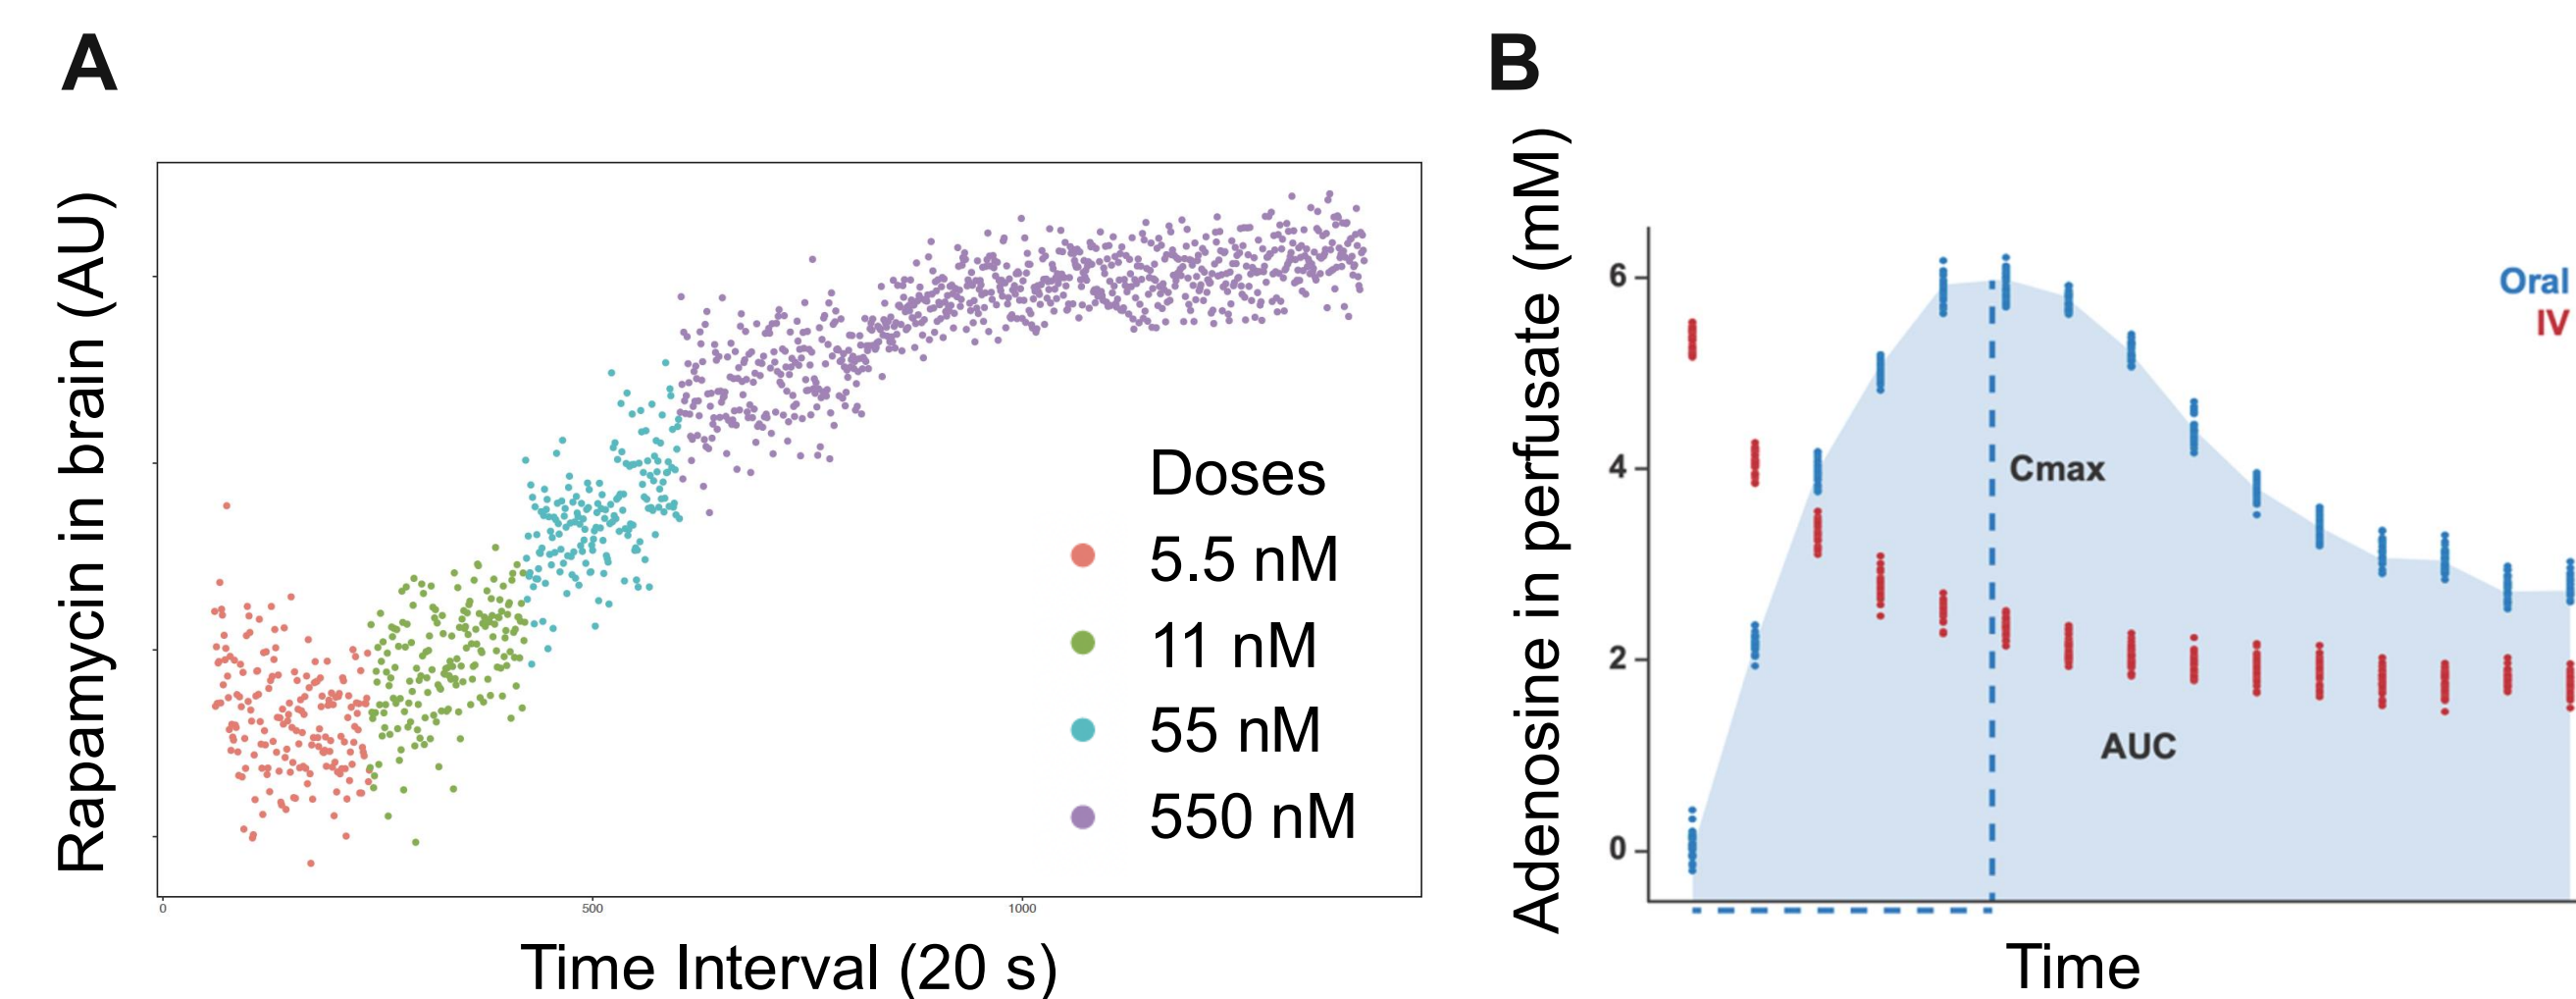 A
Rapamycin in brain (AU)
Doses
5.5 nM
11 nM
55 nM
550 nM
0
500
1000
Time Interval (20 s)
B
Adenosine in perfusate (mM)
6
4
2
0
Oral
IV
Cmax
AUC
Time